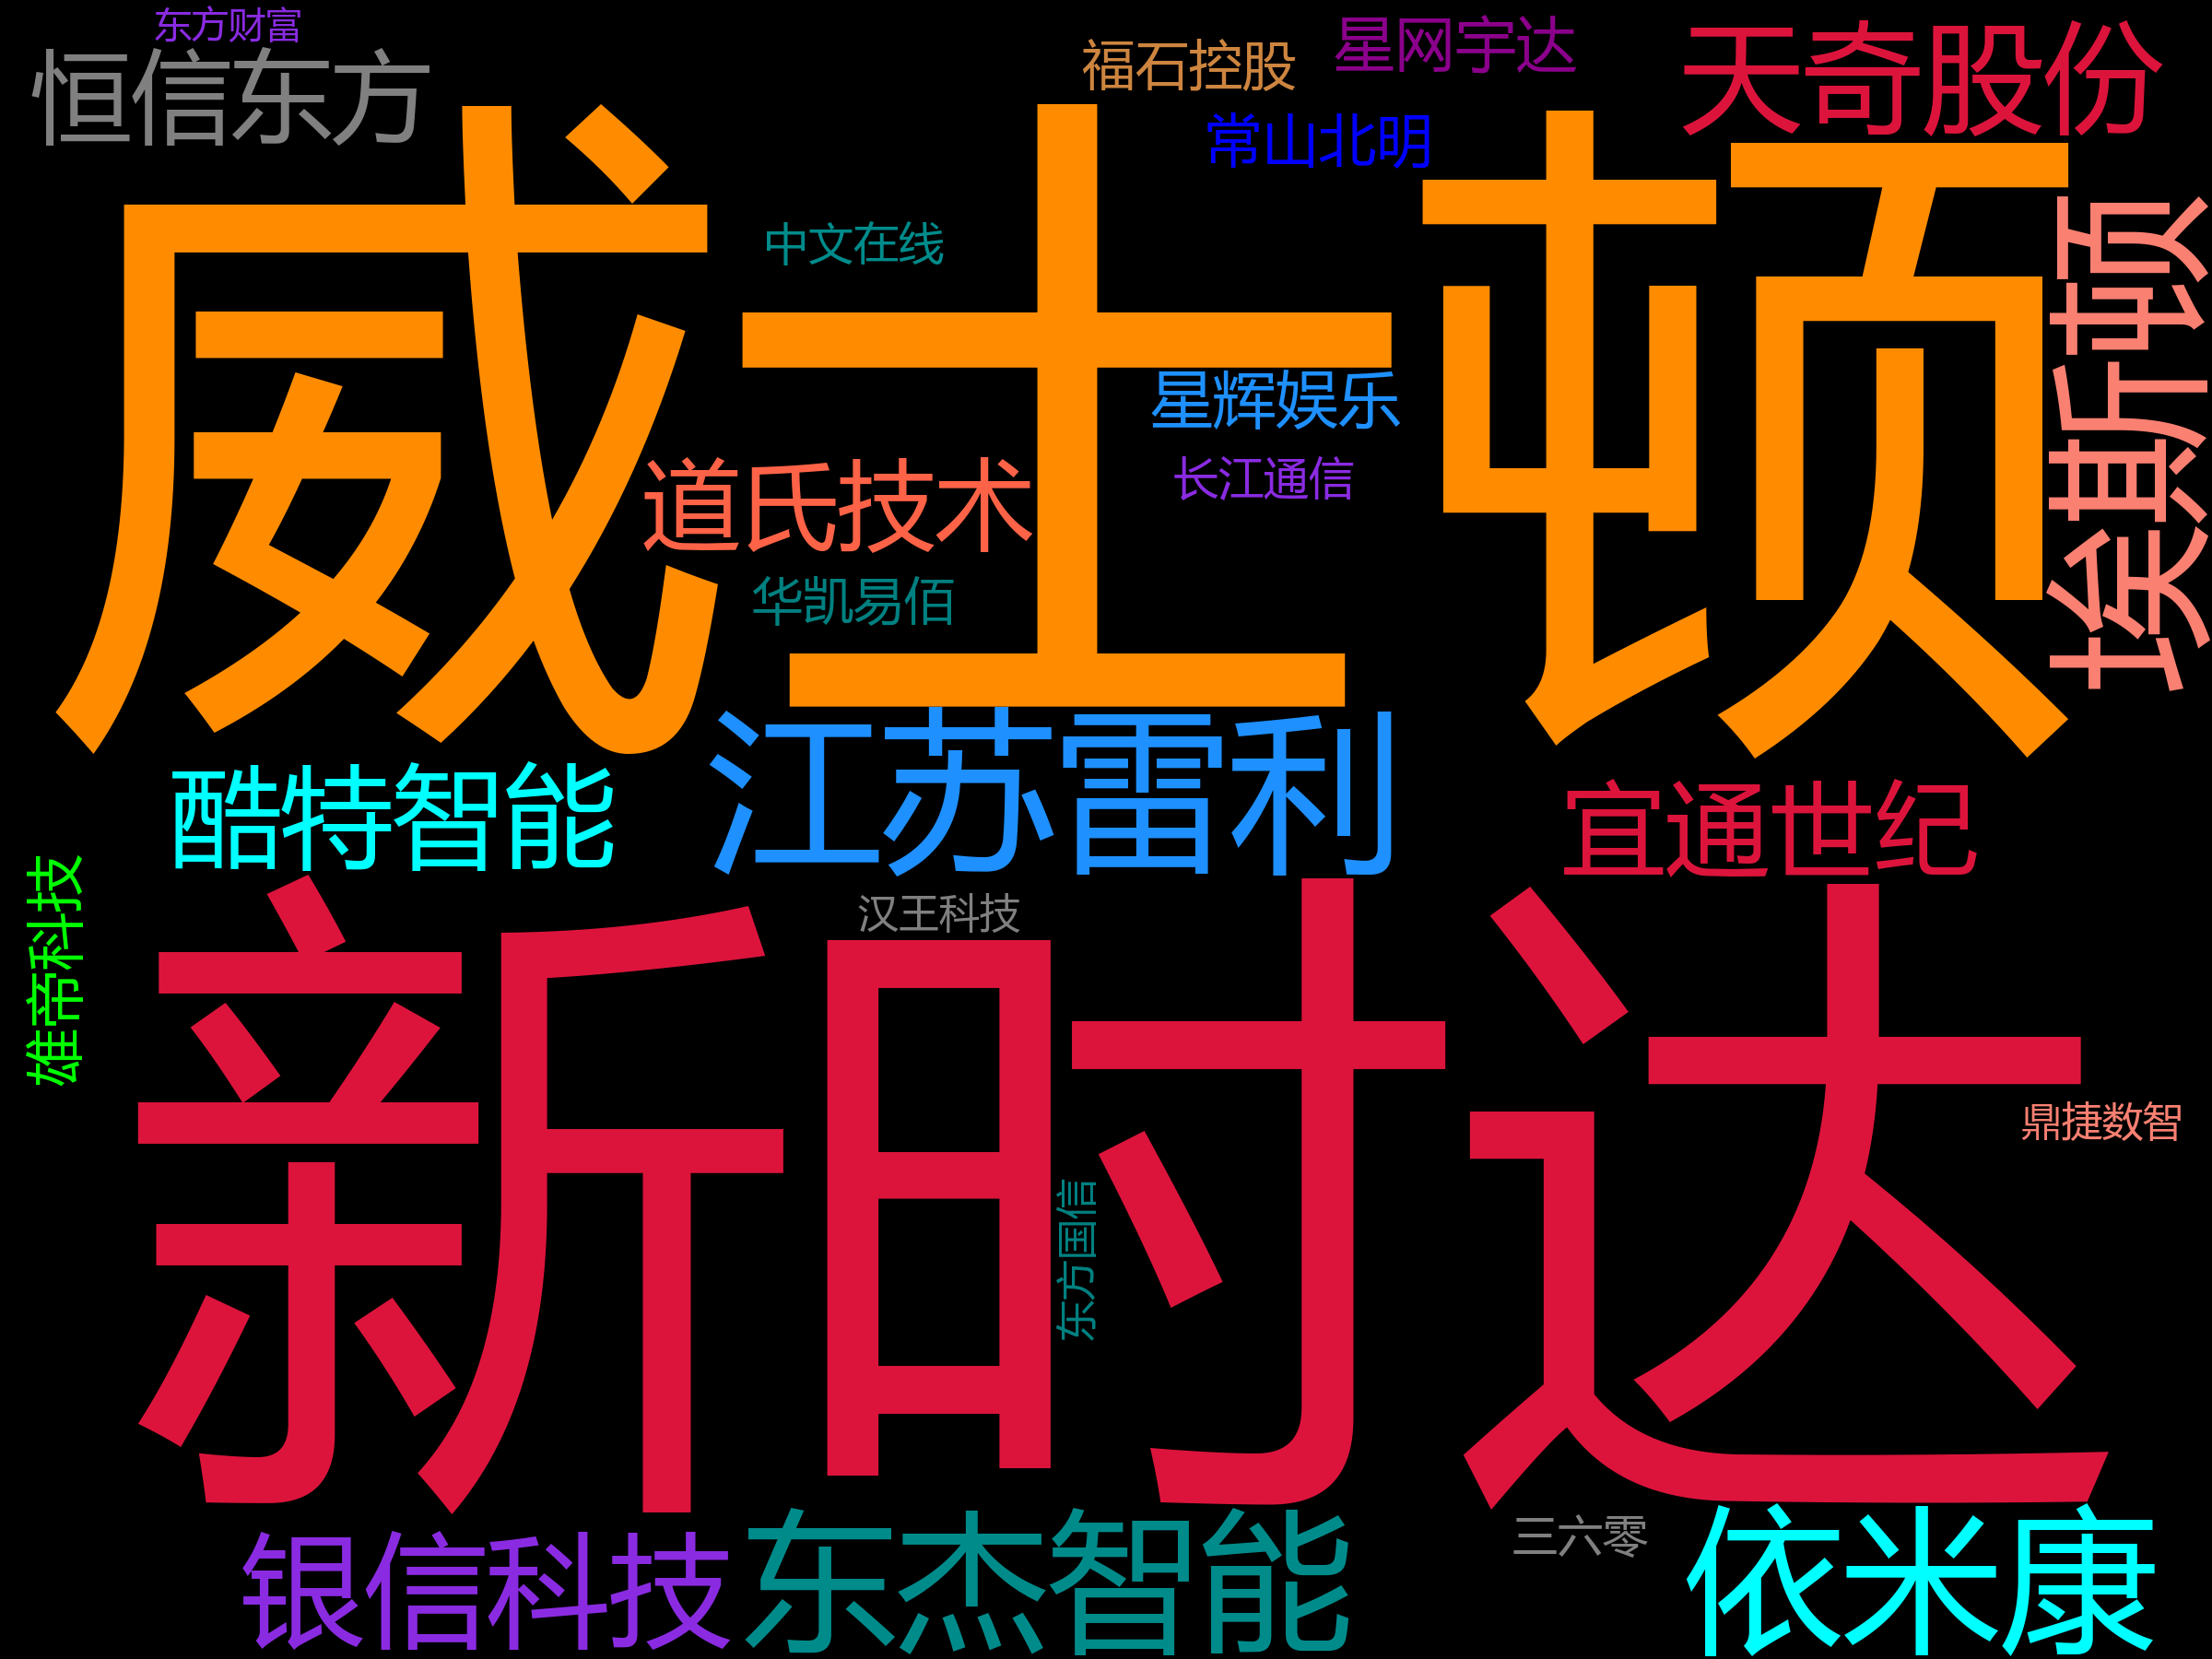 东方财富
恒信东方
福石控股
星网宇达
天奇股份
常山北明
威士顿
中文在线
埃斯顿
星辉娱乐
道氏技术
长江通信
华凯易佰
江苏雷利
酷特智能
宜通世纪
雄帝科技
汉王科技
新时达
鼎捷数智
东方国信
银信科技
东杰智能
三六零
依米康